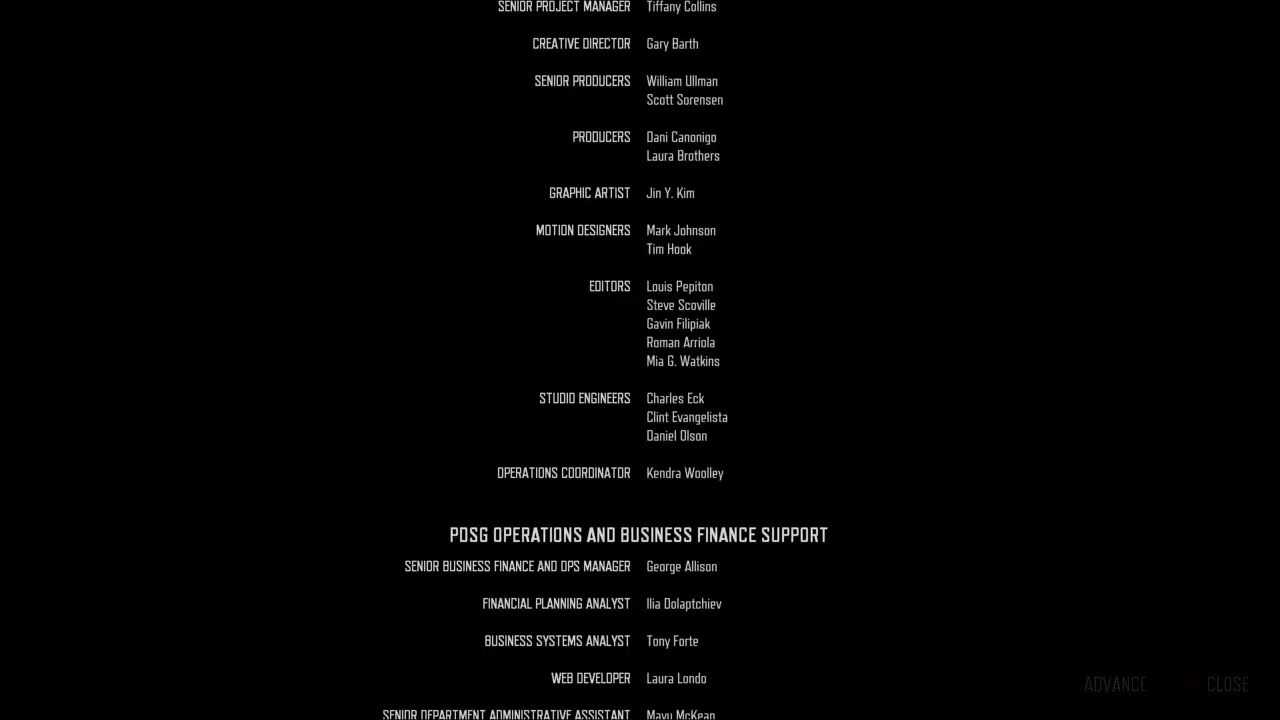 SENIOR PROJECT MANAGER Tiffany Collins
CREATIVE DIRECTOR Gary Barth
SENIOR PRODUCERS William Ullman
Scott Sorensen
PRODUCERS Dani Canonigo
Laura Brothers
GRAPHIC ARTIST Jin Y. Kim
MOTION DESIGNERS Mark Johnson
Tim Hook
EDITORS Louis Pepiton
Steve Scoville
Gavin Filipiak
Roman Arriola
Mia G. Watkins
STUDIO ENGINEERS Charles Eck
Clint Evangelista
Daniel Olson
OPERATIONS COORDINATOR Kendra Woolley
PDSG OPERATIONS AND BUSINESS FINANCE SUPPORT
SENIOR BUSINESS FINANCE AND OPS MANAGER George Allison
FINANCIAL PLANNING ANALYST Ilia Dolaptchiev
BUSINESS SYSTEMS ANALYST Tony Forte
WEB DEVELOPER Laura Londo
ADVANCE CLOSE
SENIOR DEPARTMENT ADMINISTRATIVE ASSISTANT Mayu McKean